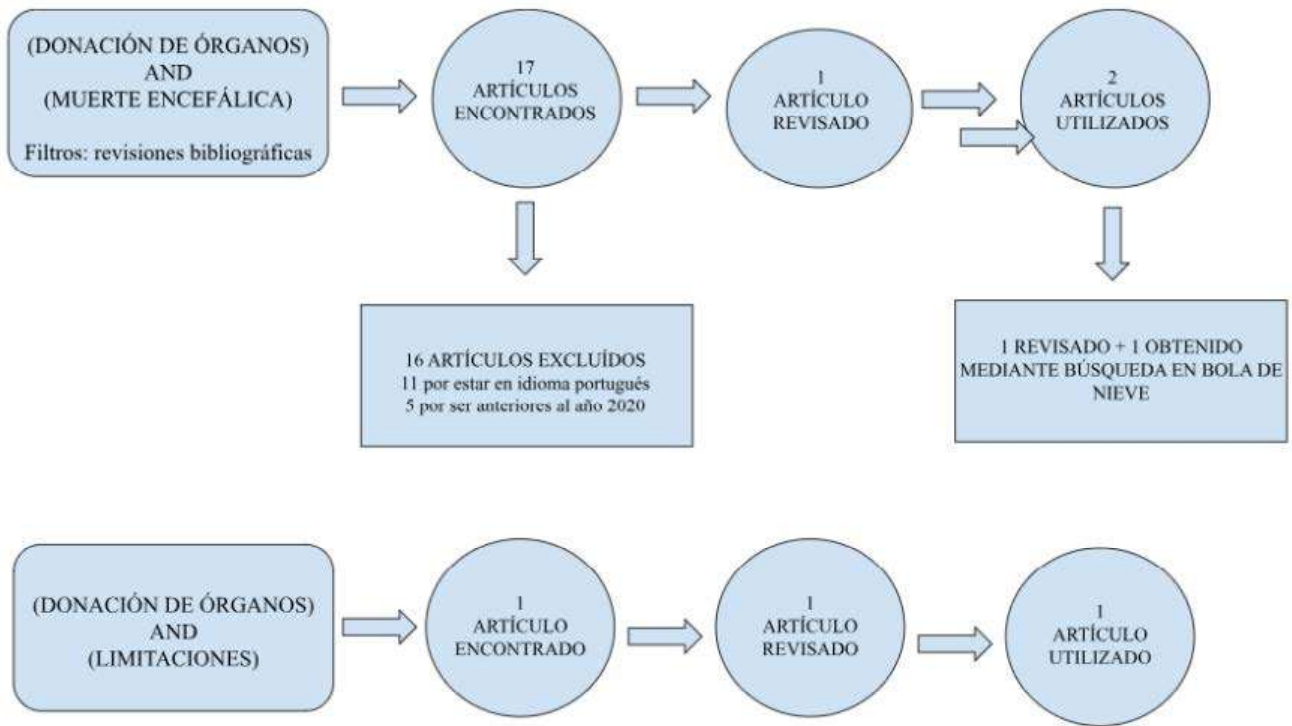 (DONACIÓN DE ÓRGANOS)
AND
(MUERTE ENCEFÁLICA)
Filtros: revisiones bibliográficas
17
ARTÍCULOS
ENCONTRADOS
1
ARTÍCULO
REVISADO
2
ARTÍCULOS
UTILIZADOS
16 ARTÍCULOS EXCLUÍDOS
11 por estar en idioma portugués
5 por ser anteriores al año 2020
1 REVISADO + 1 OBTENIDO
MEDIANTE BÚSQUEDA EN BOLA DE
NIEVE
(DONACIÓN DE ÓRGANOS)
AND
(LIMITACIONES)
1
ARTÍCULO
ENCONTRADO
1
ARTÍCULO
REVISADO
1
ARTÍCULO
UTILIZADO